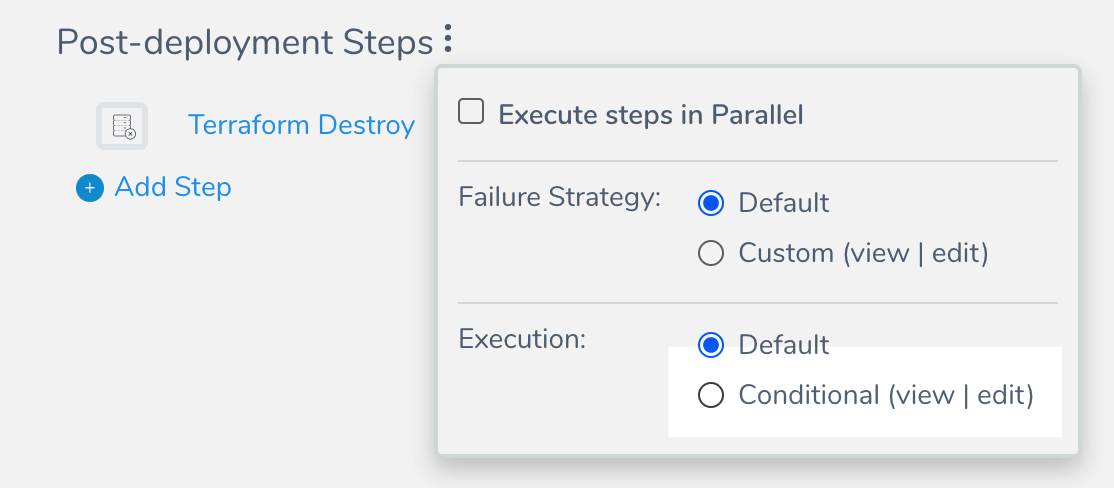 Post-deployment Steps
Execute steps in Parallel
Terraform Destroy
Add Step
Failure Strategy:
Default
Custom (view | edit)
Execution:
Default
Conditional (view | edit)